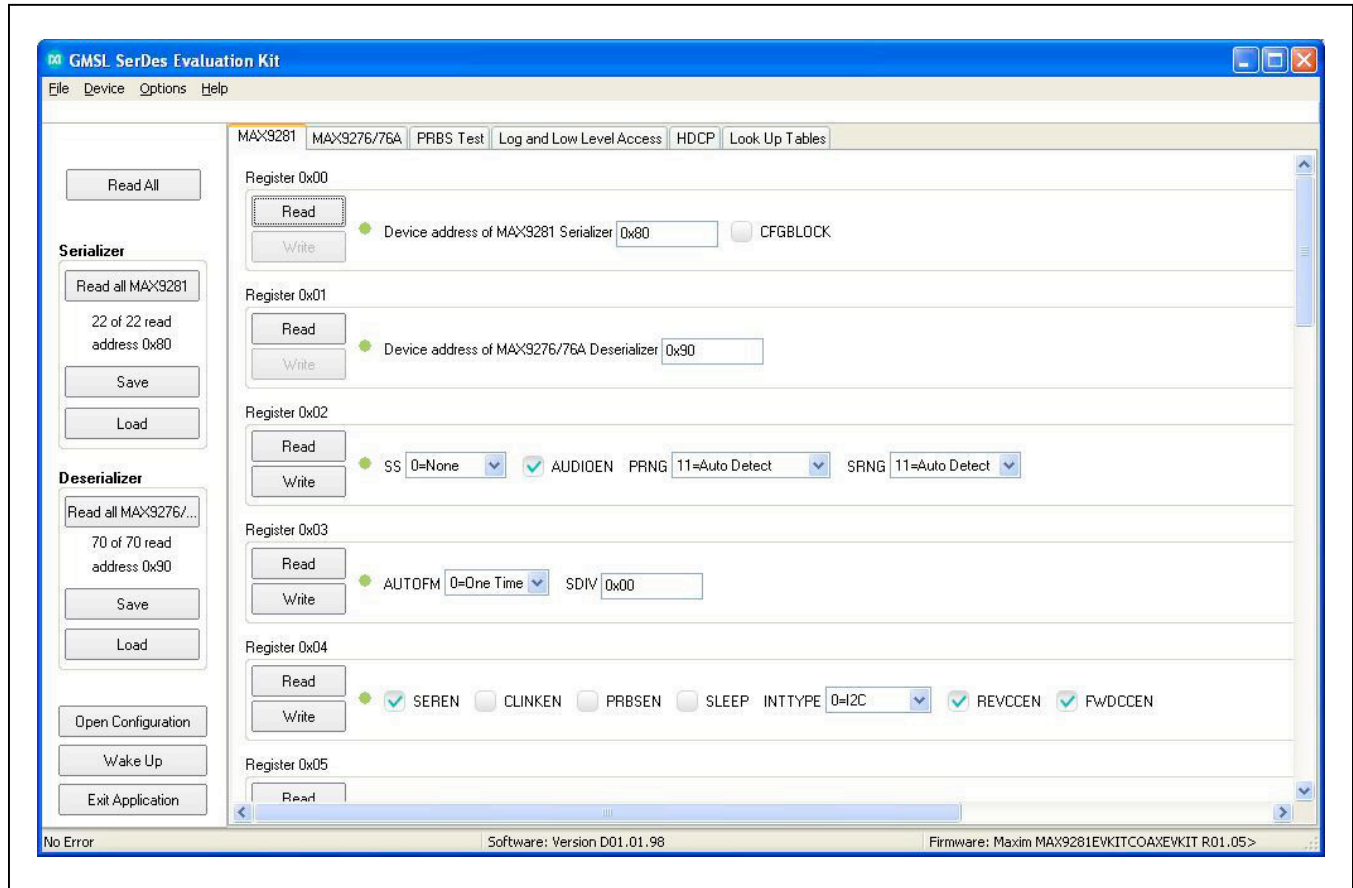 GMSL SerDes Evaluation Kit
File Device Options Help
MAX9281 MAX9276/76A PRBS Test Log and Low Level Access HDCP Look Up Tables
Read All
Serializer
Read all MAX9281
22 of 22 read
address 0x80
Save
Load
Deserializer
Read all MAX9276/...
70 of 70 read
address 0x90
Save
Load
Open Configuration
Wake Up
Exit Application
Register 0x00
Read
Write
Device address of MAX9281 Serializer 0x80 CFGBLOCK
Register 0x01
Read
Write
Device address of MAX9276/76A Deserializer 0x90
Register 0x02
Read
Write
SS 0=None AUDIOEN PRNG 11=Auto Detect SRNG 11=Auto Detect
Register 0x03
Read
Write
AUTOFM 0=One Time SDIV 0x00
Register 0x04
Read
Write
SEREN CLINKEN PRBSEN SLEEP INTTYPE 0=I2C REVCCEN FWDCCEN
Register 0x05
Read
No Error Software: Version D01.01.98 Firmware: Maxim MAX9281EVKITCOAXEVKIT R01.05>